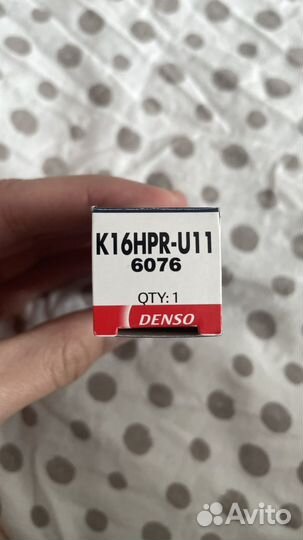 K16HPR-U11
6076
QTY: 1
DENSO
Avito